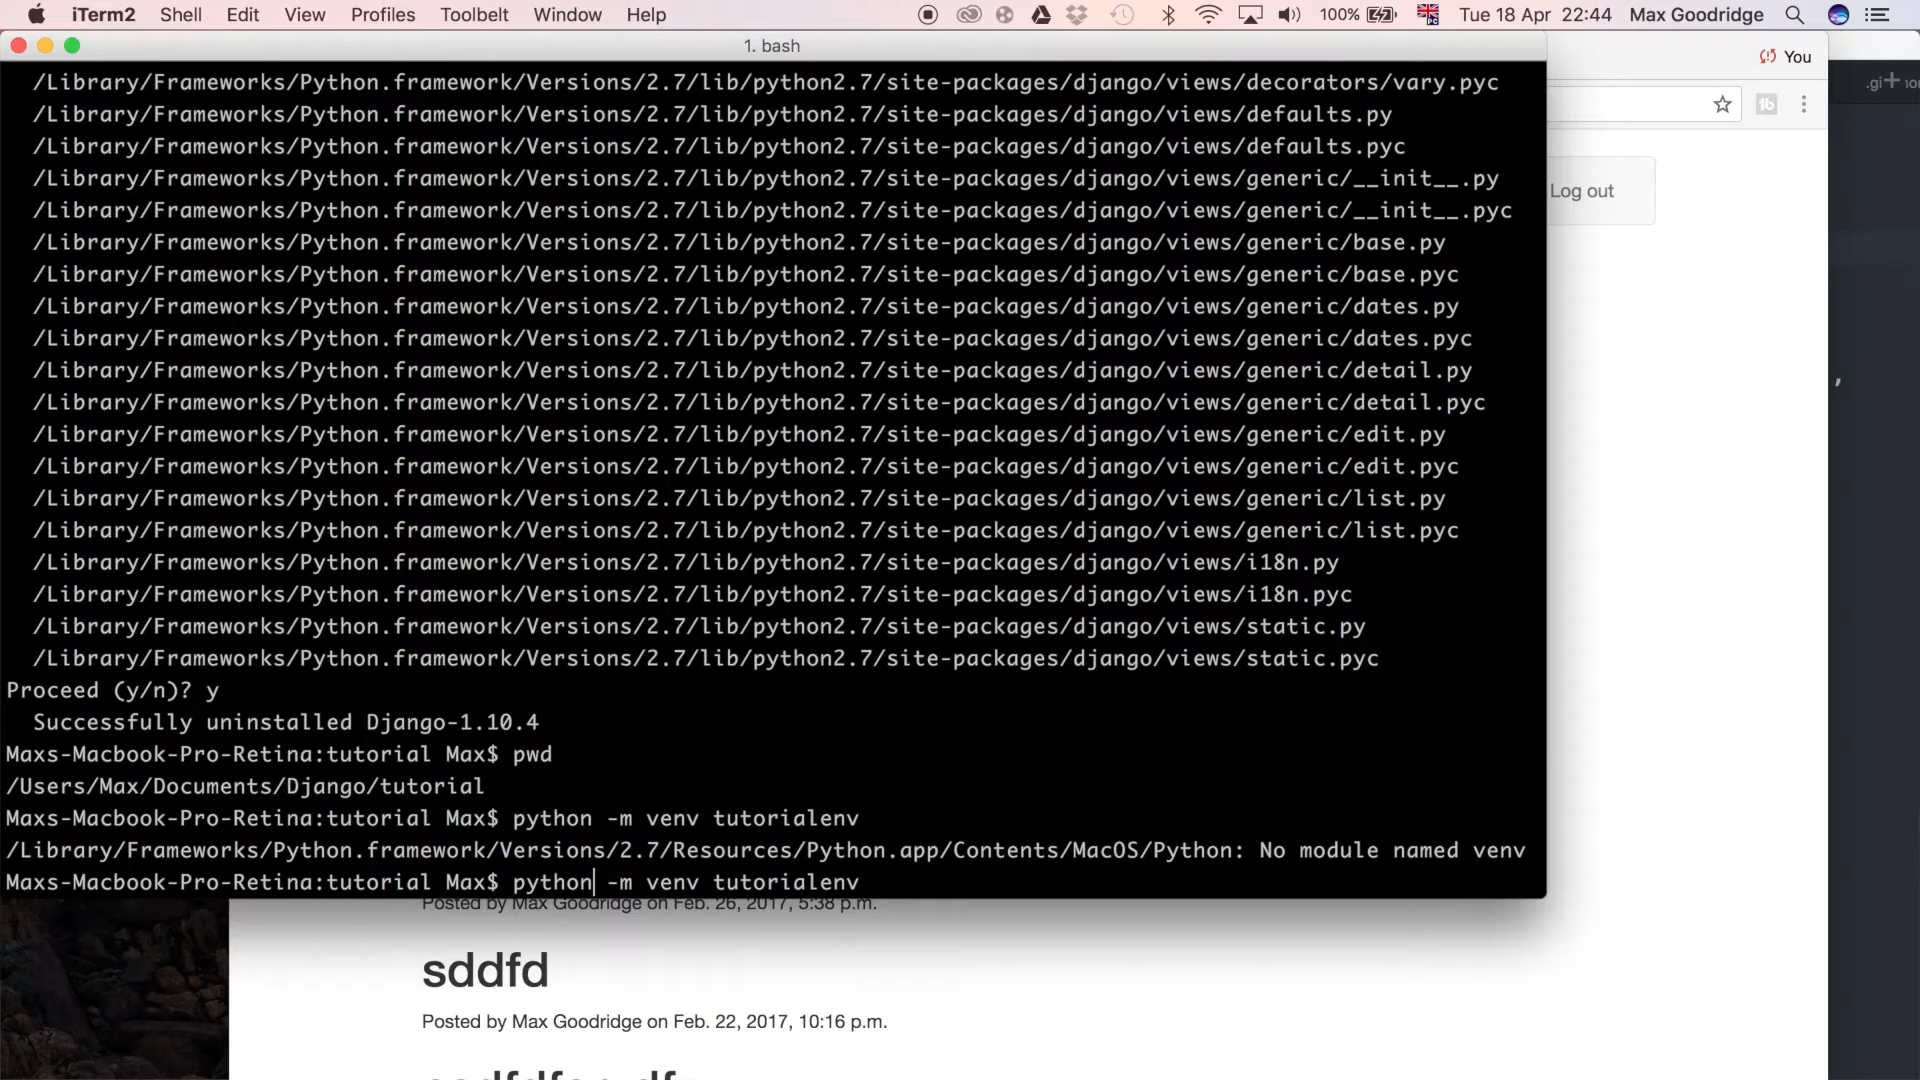 iTerm2 Shell Edit View Profiles Toolbelt Window Help 100% Tue 18 Apr 22:44 Max Goodridge
1. bash
You
/Library/Frameworks/Python.framework/Versions/2.7/lib/python2.7/site-packages/django/views/decorators/vary.pyc
/Library/Frameworks/Python.framework/Versions/2.7/lib/python2.7/site-packages/django/views/defaults.py
/Library/Frameworks/Python.framework/Versions/2.7/lib/python2.7/site-packages/django/views/defaults.pyc
/Library/Frameworks/Python.framework/Versions/2.7/lib/python2.7/site-packages/django/views/generic/__init__.py
Log out
/Library/Frameworks/Python.framework/Versions/2.7/lib/python2.7/site-packages/django/views/generic/__init__.pyc
/Library/Frameworks/Python.framework/Versions/2.7/lib/python2.7/site-packages/django/views/generic/base.py
/Library/Frameworks/Python.framework/Versions/2.7/lib/python2.7/site-packages/django/views/generic/base.pyc
/Library/Frameworks/Python.framework/Versions/2.7/lib/python2.7/site-packages/django/views/generic/dates.py
/Library/Frameworks/Python.framework/Versions/2.7/lib/python2.7/site-packages/django/views/generic/dates.pyc
/Library/Frameworks/Python.framework/Versions/2.7/lib/python2.7/site-packages/django/views/generic/detail.py
/Library/Frameworks/Python.framework/Versions/2.7/lib/python2.7/site-packages/django/views/generic/detail.pyc
/Library/Frameworks/Python.framework/Versions/2.7/lib/python2.7/site-packages/django/views/generic/edit.py
/Library/Frameworks/Python.framework/Versions/2.7/lib/python2.7/site-packages/django/views/generic/edit.pyc
/Library/Frameworks/Python.framework/Versions/2.7/lib/python2.7/site-packages/django/views/generic/list.py
/Library/Frameworks/Python.framework/Versions/2.7/lib/python2.7/site-packages/django/views/generic/list.pyc
/Library/Frameworks/Python.framework/Versions/2.7/lib/python2.7/site-packages/django/views/i18n.py
/Library/Frameworks/Python.framework/Versions/2.7/lib/python2.7/site-packages/django/views/i18n.pyc
/Library/Frameworks/Python.framework/Versions/2.7/lib/python2.7/site-packages/django/views/static.py
/Library/Frameworks/Python.framework/Versions/2.7/lib/python2.7/site-packages/django/views/static.pyc
Proceed (y/n)? y
Successfully uninstalled Django-1.10.4
Maxs-Macbook-Pro-Retina:tutorial Max$ pwd
/Users/Max/Documents/Django/tutorial
Maxs-Macbook-Pro-Retina:tutorial Max$ python -m venv tutorialenv
/Library/Frameworks/Python.framework/Versions/2.7/Resources/Python.app/Contents/MacOS/Python: No module named venv
Maxs-Macbook-Pro-Retina:tutorial Max$ python -m venv tutorialenv
Posted by Max Goodridge on Feb. 26, 2017, 5:38 p.m.
sddfd
Posted by Max Goodridge on Feb. 22, 2017, 10:16 p.m.